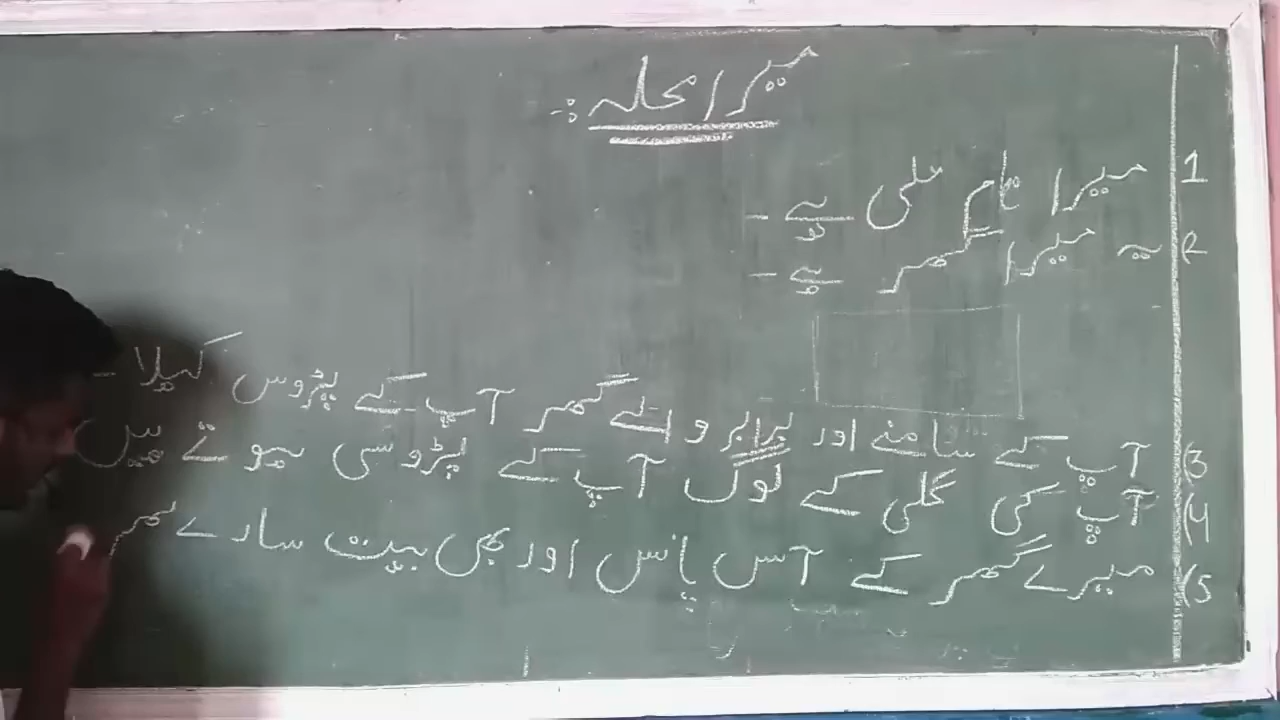 میرا محلہ :-
1 میرا نام علی ہے -
2 یہ میرا گھر ہے -
3) آپ کے سامنے اور برابر والے گھر آپ کے پڑوس کہیلا -
4) آپ کی گلی کے لوگ آپ کے پڑوسی ہوتے ہیں
5) میرے گھر کے آس پاس اور بھی بہت سارے